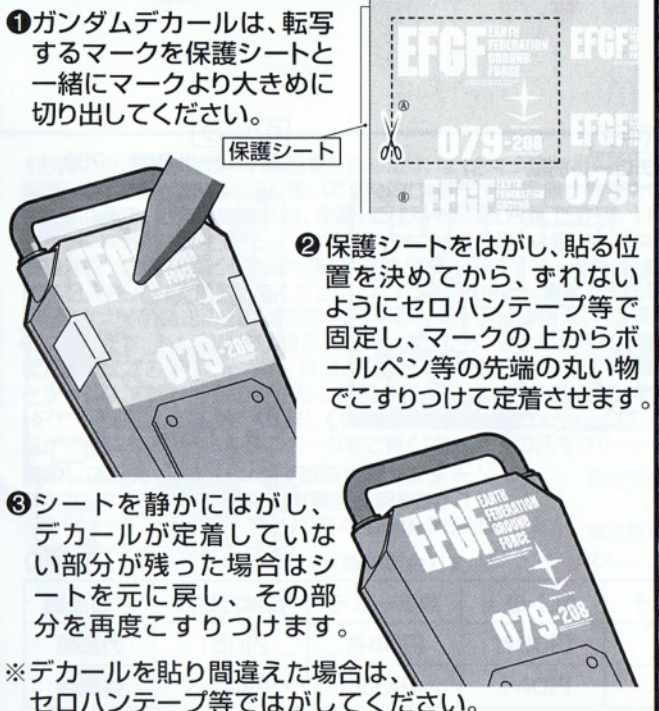 ❶ガンダムデカールは、転写
するマークを保護シートと
一緒にマークより大きめに
切り出してください。
EFGF EARTH
FEDERATION
GROUND
FORCE
EFGF
Ⓐ
079-208
EFGF
保護シート
Ⓑ
EFGF
079-
❷保護シートをはがし、貼る位
置を決めてから、ずれない
ようにセロハンテープ等で
固定し、マークの上からボ
ールペン等の先端の丸い物
でこすりつけて定着させます。
EFGF
079-208
❸シートを静かにはがし、
デカールが定着していな
い部分が残った場合はシ
ートを元に戻し、その部
分を再度こすりつけます。
EFGF EARTH
FEDERATION
GROUND
FORCE
079-208
※デカールを貼り間違えた場合は、
セロハンテープ等ではがしてください。